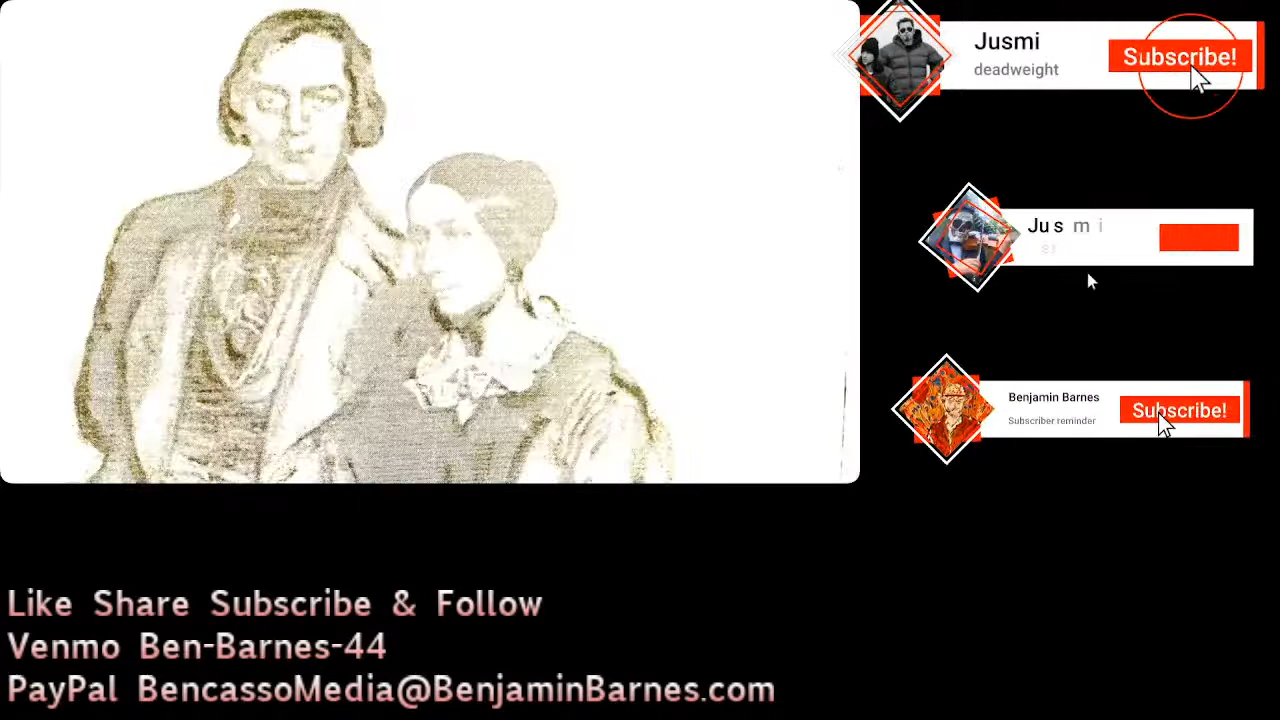 Jusmi
deadweight
Subscribe!
Jusmi
Benjamin Barnes
Subscriber reminder
Subscribe!
Like Share Subscribe & Follow
Venmo Ben-Barnes-44
PayPal BencassoMedia@BenjaminBarnes.com